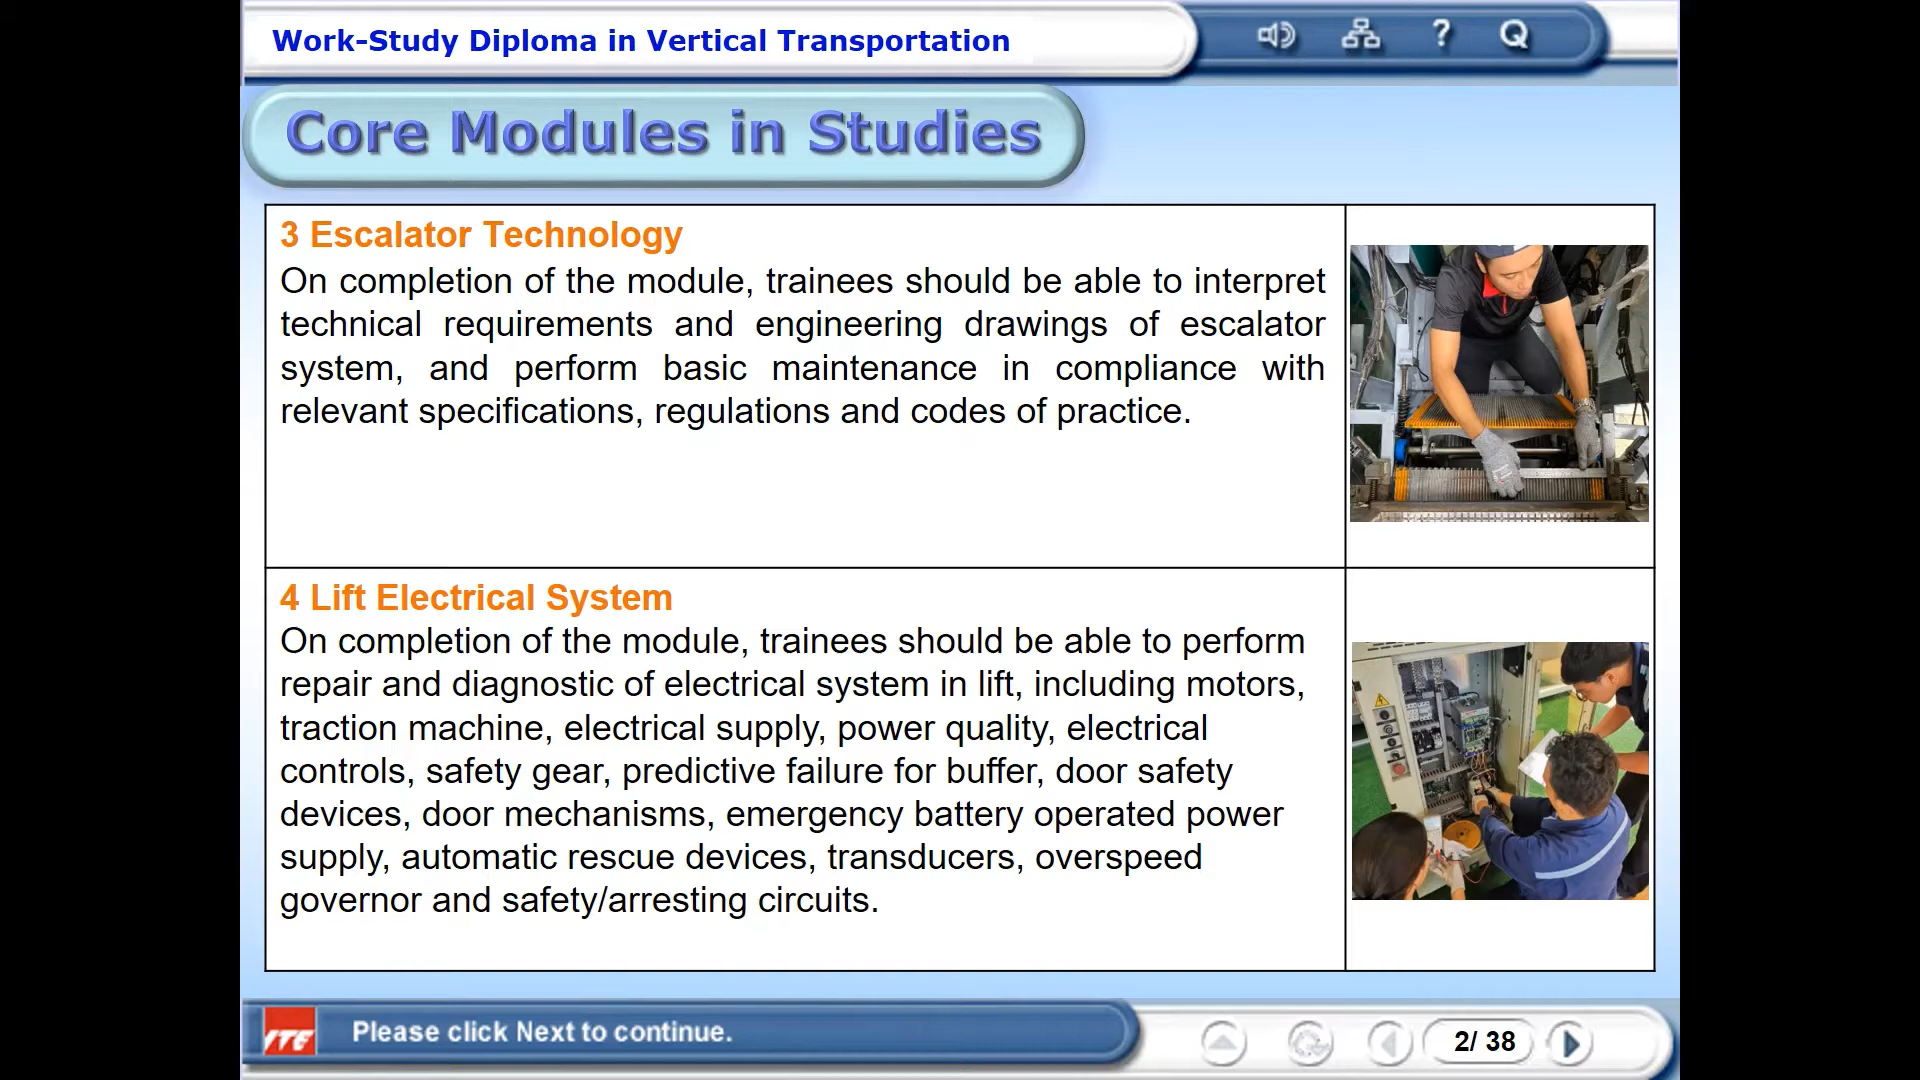 Work-Study Diploma in Vertical Transportation
? Q
Core Modules in Studies
3 Escalator Technology
On completion of the module, trainees should be able to interpret
technical requirements and engineering drawings of escalator
system, and perform basic maintenance in compliance with
relevant specifications, regulations and codes of practice.
4 Lift Electrical System
On completion of the module, trainees should be able to perform
repair and diagnostic of electrical system in lift, including motors,
traction machine, electrical supply, power quality, electrical
controls, safety gear, predictive failure for buffer, door safety
devices, door mechanisms, emergency battery operated power
supply, automatic rescue devices, transducers, overspeed
governor and safety/arresting circuits.
ITE
Please click Next to continue.
2/ 38